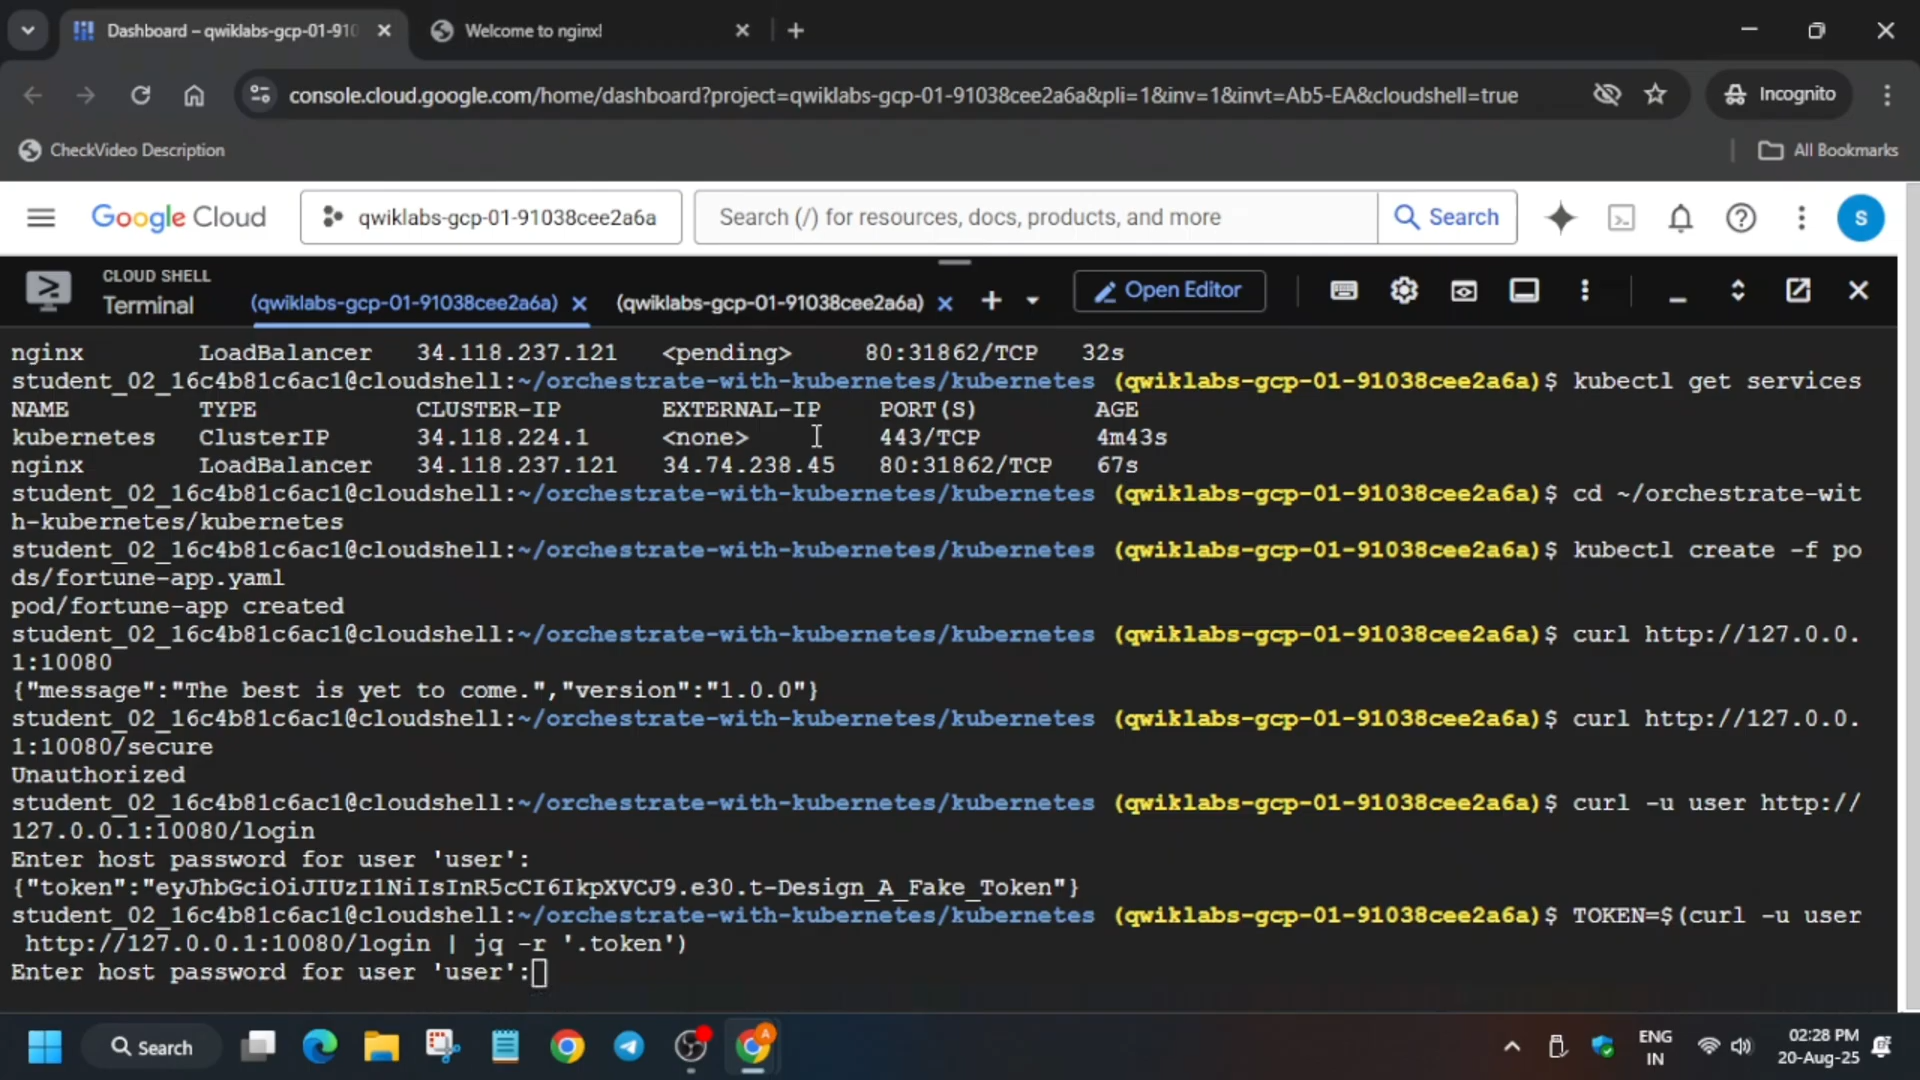 Dashboard – qwiklabs-gcp-01-910
Welcome to nginx!
console.cloud.google.com/home/dashboard?project=qwiklabs-gcp-01-91038cee2a6a&pli=1&inv=1&invt=Ab5-EA&cloudshell=true
Incognito
CheckVideo Description
All Bookmarks
Google Cloud
qwiklabs-gcp-01-91038cee2a6a
Search (/) for resources, docs, products, and more
Search
S
CLOUD SHELL
Terminal
(qwiklabs-gcp-01-91038cee2a6a)
(qwiklabs-gcp-01-91038cee2a6a)
Open Editor
nginx LoadBalancer 34.118.237.121 <pending> 80:31862/TCP 32s
student_02_16c4b81c6ac1@cloudshell:~/orchestrate-with-kubernetes/kubernetes (qwiklabs-gcp-01-91038cee2a6a)$ kubectl get services
NAME TYPE CLUSTER-IP EXTERNAL-IP PORT(S) AGE
kubernetes ClusterIP 34.118.224.1 <none> 443/TCP 4m43s
nginx LoadBalancer 34.118.237.121 34.74.238.45 80:31862/TCP 67s
student_02_16c4b81c6ac1@cloudshell:~/orchestrate-with-kubernetes/kubernetes (qwiklabs-gcp-01-91038cee2a6a)$ cd ~/orchestrate-wit
h-kubernetes/kubernetes
student_02_16c4b81c6ac1@cloudshell:~/orchestrate-with-kubernetes/kubernetes (qwiklabs-gcp-01-91038cee2a6a)$ kubectl create -f po
ds/fortune-app.yaml
pod/fortune-app created
student_02_16c4b81c6ac1@cloudshell:~/orchestrate-with-kubernetes/kubernetes (qwiklabs-gcp-01-91038cee2a6a)$ curl http://127.0.0.
1:10080
{"message":"The best is yet to come.","version":"1.0.0"}
student_02_16c4b81c6ac1@cloudshell:~/orchestrate-with-kubernetes/kubernetes (qwiklabs-gcp-01-91038cee2a6a)$ curl http://127.0.0.
1:10080/secure
Unauthorized
student_02_16c4b81c6ac1@cloudshell:~/orchestrate-with-kubernetes/kubernetes (qwiklabs-gcp-01-91038cee2a6a)$ curl -u user http://
127.0.0.1:10080/login
Enter host password for user 'user':
{"token":"eyJhbGciOiJIUzI1NiIsInR5cCI6IkpXVCJ9.e30.t-Design_A_Fake_Token"}
student_02_16c4b81c6ac1@cloudshell:~/orchestrate-with-kubernetes/kubernetes (qwiklabs-gcp-01-91038cee2a6a)$ TOKEN=$(curl -u user
http://127.0.0.1:10080/login | jq -r '.token')
Enter host password for user 'user':
Search
A
ENG
IN
02:28 PM
20-Aug-25